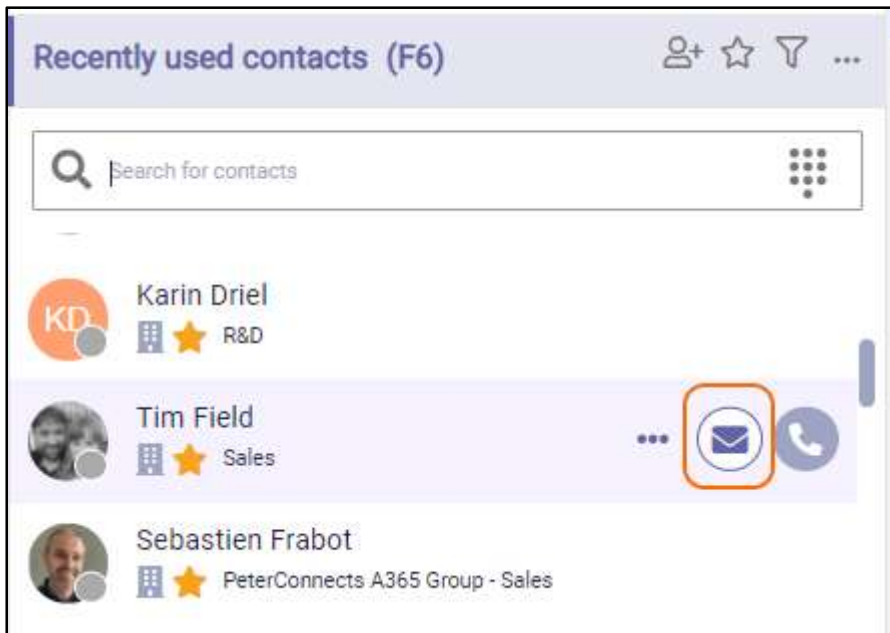 Recently used contacts (F6)
Search for contacts
KD
Karin Driel
R&D
Tim Field
Sales
Sebastien Frabot
PeterConnects A365 Group - Sales